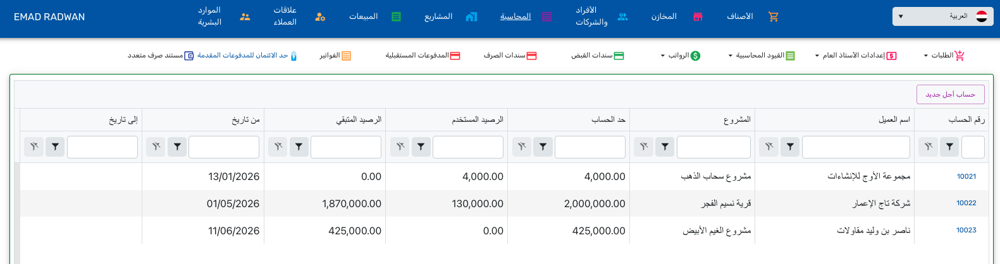 العربية
الأصناف
المخازن
الأفراد والشركات
المحاسبة
المشاريع
المبيعات
علاقات العملاء
الموارد البشرية
EMAD RADWAN
الطلبات
إعدادات الأستاذ العام
القيود المحاسبية
الرواتب
سندات القبض
سندات الصرف
المدفوعات المستقبلية
الفواتير
حد الائتمان للمدفوعات المقدمة
مستند صرف متعدد
حساب أجل جديد
رقم الحساب اسم العميل المشروع حد الحساب الرصيد المستخدم الرصيد المتبقي من تاريخ إلى تاريخ
10021 مجموعة الأوج للإنشاءات مشروع سحاب الذهب 4,000.00 4,000.00 0.00 13/01/2026
10022 شركة تاج الإعمار قرية نسيم الفجر 2,000,000.00 130,000.00 1,870,000.00 01/05/2026
10023 ناصر بن وليد مقاولات مشروع الغيم الأبيض 425,000.00 0.00 425,000.00 11/06/2026